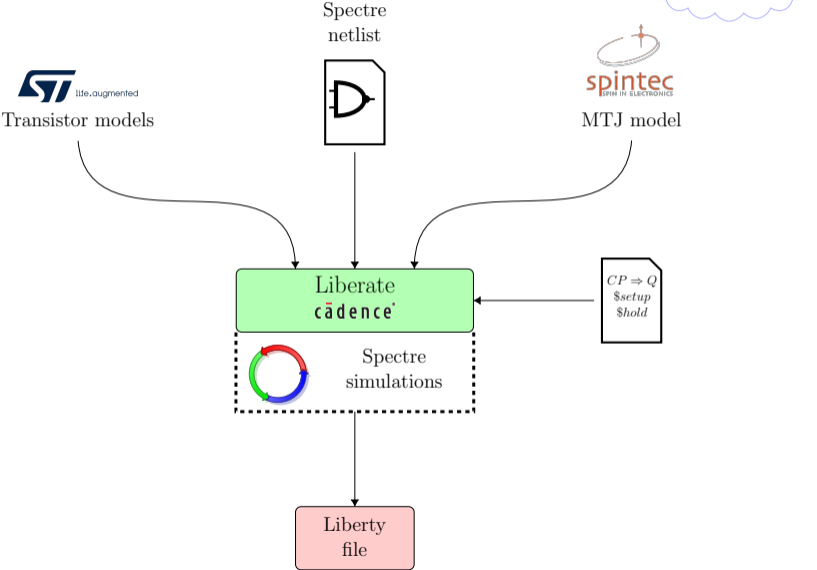 Spectre
netlist
ST life.augmented
Transistor models
spintec
SPIN IN ELECTRONICS
MTJ model
Liberate
cādence
CP ⇒ Q
$setup
$hold
Spectre
simulations
Liberty
file